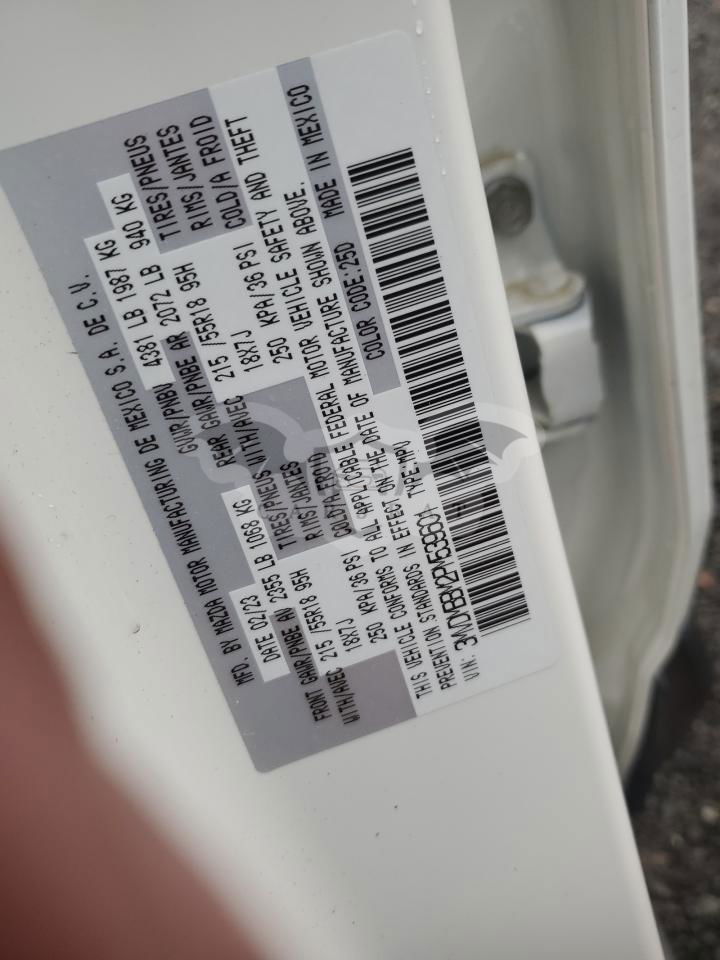 MFD. BY MAZDA MOTOR MANUFACTURING DE MEXICO S.A. DE C.V.
DATE 02/23 GVWR/PNBV 4381 LB 1987 KG
FRONT GAWR/PNBE AV 2355 LB 1068 KG REAR GAWR/PNBE AR 2072 LB 940 KG
WITH/AVEC 215 /55R18 95H TIRES/PNEUS WITH/AVEC 215 /55R18 95H TIRES/PNEUS
18X7J RIMS/JANTES 18X7J RIMS/JANTES
250 KPH/36 PSI COLD/A FROID 250 KPH/36 PSI COLD/A FROID
THIS VEHICLE CONFORMS TO ALL APPLICABLE FEDERAL MOTOR VEHICLE SAFETY AND THEFT
PREVENTION STANDARDS IN EFFECT ON THE DATE OF MANUFACTURE SHOWN ABOVE.
VIN: TYPE:MPV COLOR CODE:25D MADE IN MEXICO